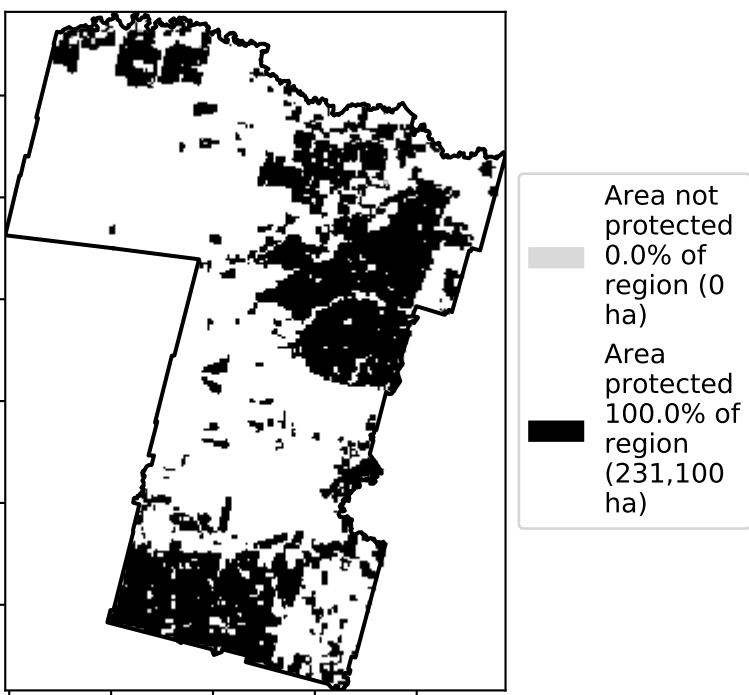 Area not
protected
0.0% of
region (0
ha)
Area
protected
100.0% of
region
(231,100
ha)